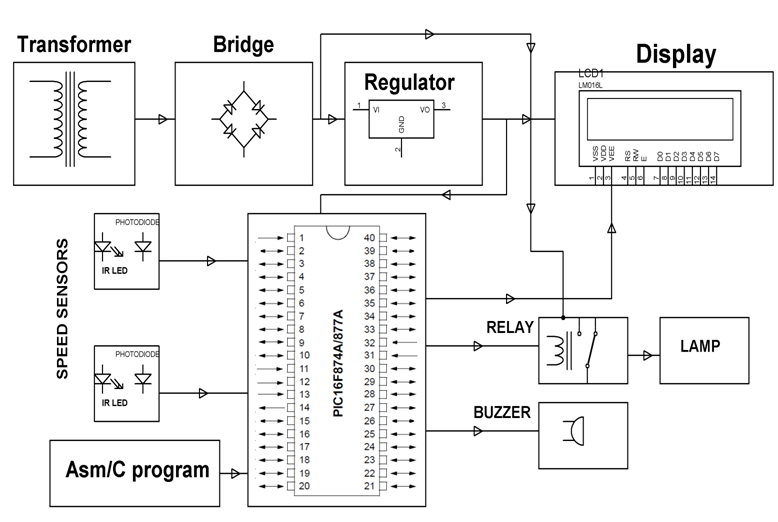 Transformer
Bridge
Regulator
1
VI
VO
3
GND
2
Display
LCD1
LM016L
VSS
VDD
VEE
RS
RW
E
D0
D1
D2
D3
D4
D5
D6
D7
1
2
3
4
5
6
7
8
9
10
11
12
13
14
SPEED SENSORS
PHOTODIODE
IR LED
PHOTODIODE
IR LED
Asm/C program
PIC16F874A/877A
1 40
2 39
3 38
4 37
5 36
6 35
7 34
8 33
9 32
10 31
11 30
12 29
13 28
14 27
15 26
16 25
17 24
18 23
19 22
20 21
RELAY
LAMP
BUZZER